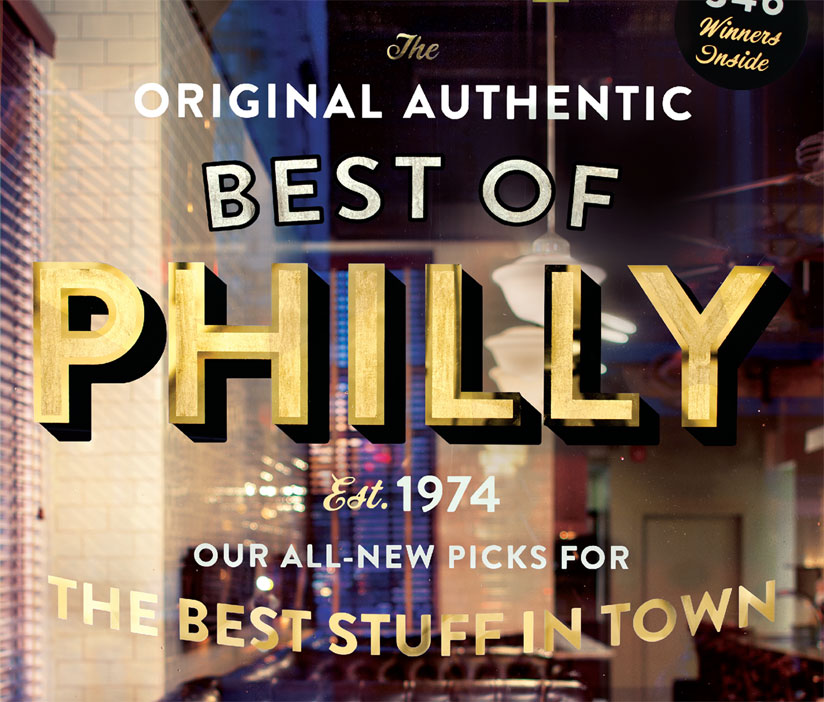 Winners
Inside
The
ORIGINAL AUTHENTIC
BEST OF
PHILLY
Est. 1974
OUR ALL-NEW PICKS FOR
THE BEST STUFF IN TOWN